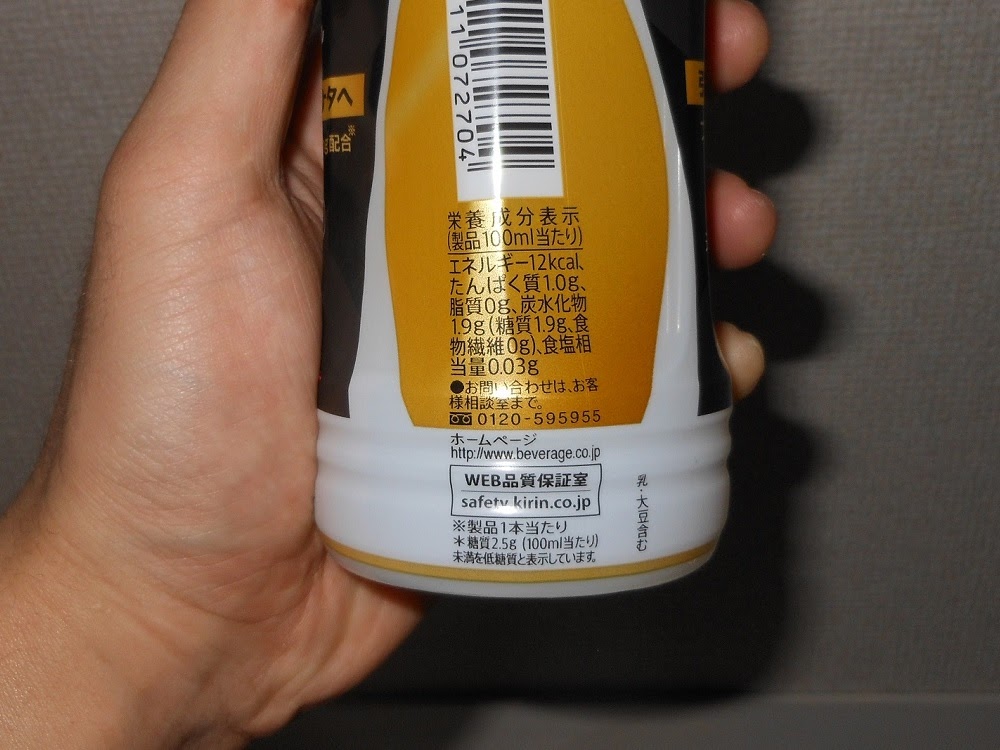 11072704
タへ
配合※
栄養成分表示
(製品100ml当たり)
エネルギー12kcal、
たんぱく質1.0g、
脂質0g、炭水化物
1.9g(糖質1.9g、食
物繊維0g)、食塩相
当量0.03g
●お問い合わせは、お客
様相談室まで。
0120-595955
ホームページ
http://www.beverage.co.jp
WEB品質保証室
safety.kirin.co.jp
※製品1本当たり
＊糖質2.5g (100ml当たり)
未満を低糖質と表示しています。
乳・大豆含む